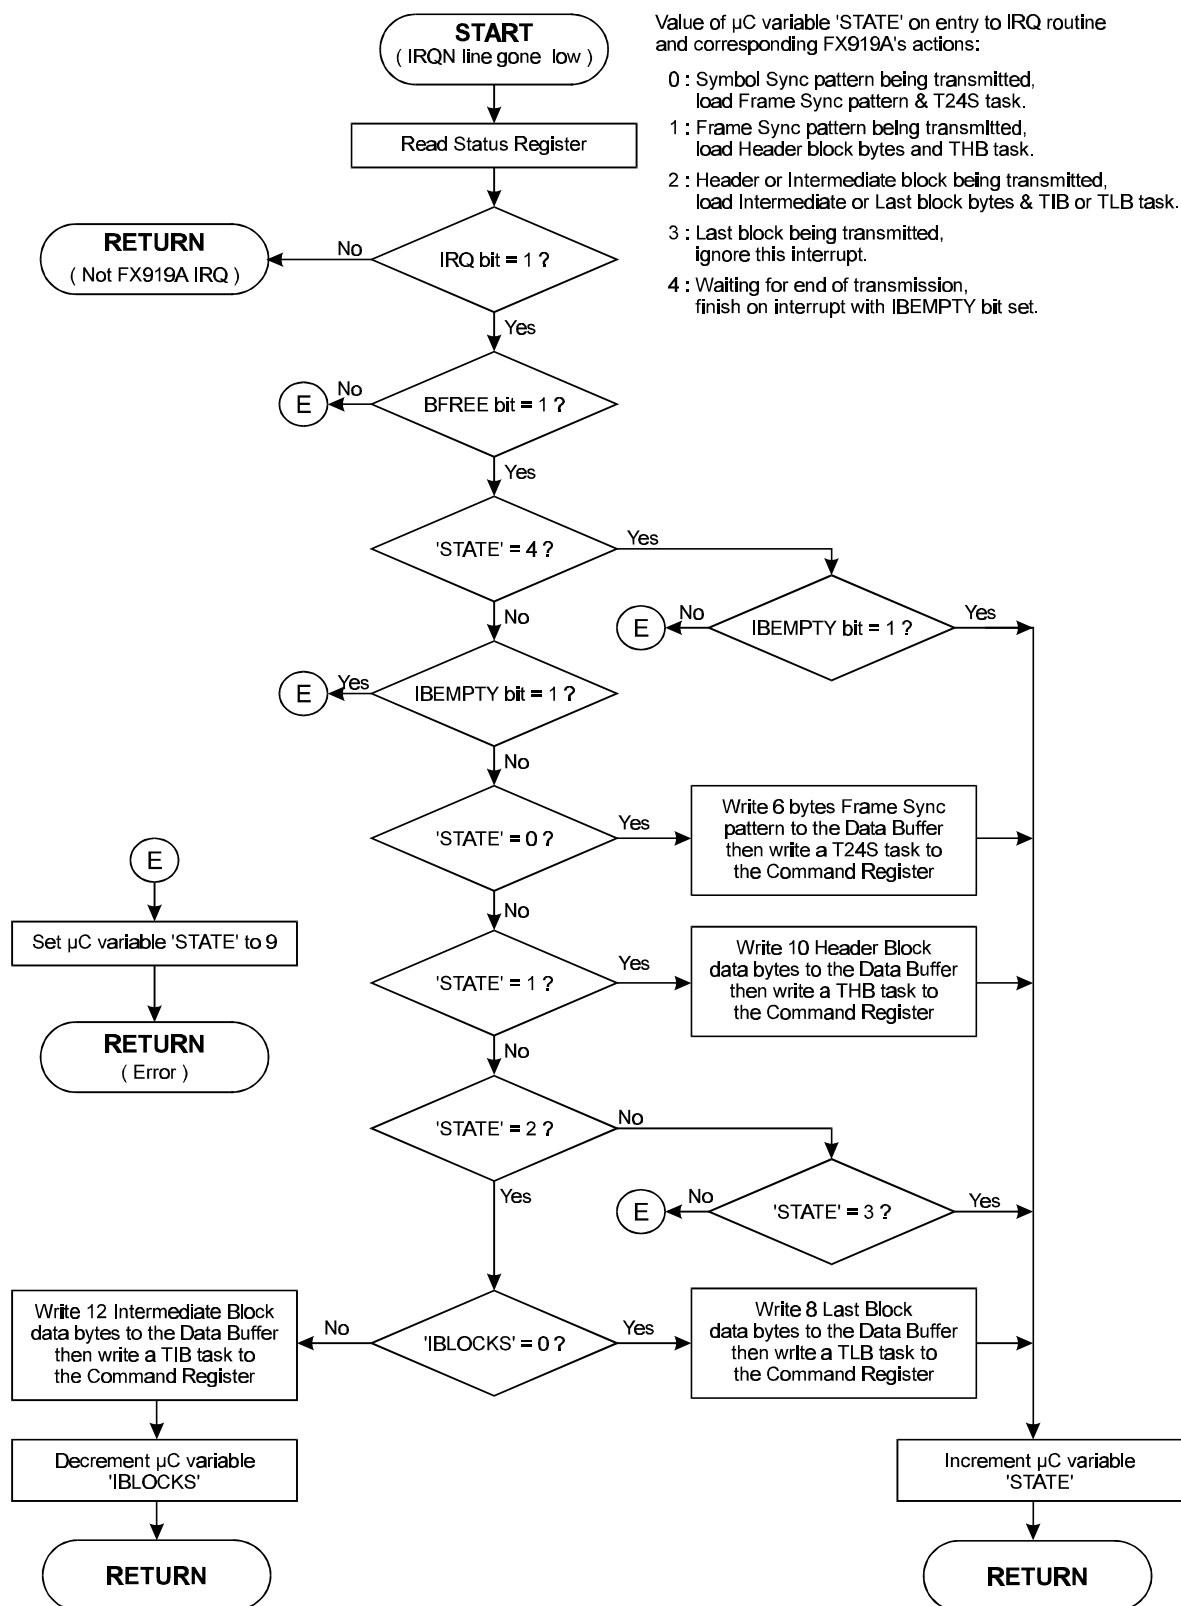 START
( IRQN line gone low )
Value of µC variable 'STATE' on entry to IRQ routine
and corresponding FX919A's actions:
0 : Symbol Sync pattern being transmitted,
load Frame Sync pattern & T24S task.
1 : Frame Sync pattern being transmitted,
load Header block bytes and THB task.
2 : Header or Intermediate block being transmitted,
load Intermediate or Last block bytes & TIB or TLB task.
3 : Last block being transmitted,
ignore this interrupt.
4 : Waiting for end of transmission,
finish on interrupt with IBEMPTY bit set.
Read Status Register
IRQ bit = 1 ?
No
RETURN
( Not FX919A IRQ )
Yes
BFREE bit = 1 ?
No
E
Yes
'STATE' = 4 ?
Yes
No
IBEMPTY bit = 1 ?
No
E
Yes
IBEMPTY bit = 1 ?
Yes
E
No
'STATE' = 0 ?
Yes
Write 6 bytes Frame Sync
pattern to the Data Buffer
then write a T24S task to
the Command Register
No
E
Set µC variable 'STATE' to 9
RETURN
( Error )
'STATE' = 1 ?
Yes
Write 10 Header Block
data bytes to the Data Buffer
then write a THB task to
the Command Register
No
'STATE' = 2 ?
No
Yes
'STATE' = 3 ?
No
E
Yes
'IBLOCKS' = 0 ?
No
Write 12 Intermediate Block
data bytes to the Data Buffer
then write a TIB task to
the Command Register
Yes
Write 8 Last Block
data bytes to the Data Buffer
then write a TLB task to
the Command Register
Decrement µC variable
'IBLOCKS'
RETURN
Increment µC variable
'STATE'
RETURN